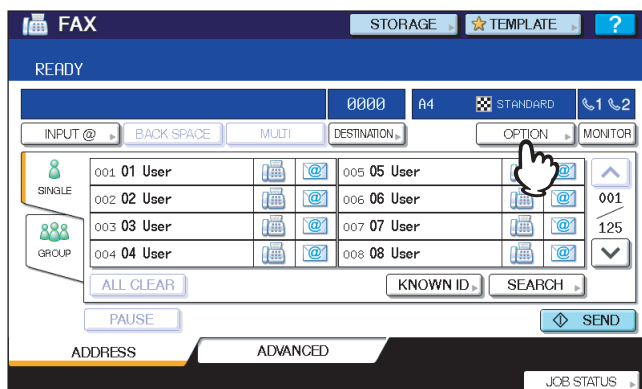 FAX STORAGE TEMPLATE ?
READY
0000 A4 STANDARD 1 2
INPUT @ BACK SPACE MULTI DESTINATION OPTION MONITOR
SINGLE
GROUP
001 01 User @ 005 05 User @
002 02 User @ 006 06 User @
003 03 User @ 007 07 User @
004 04 User @ 008 08 User @
001
125
ALL CLEAR KNOWN ID SEARCH
PAUSE SEND
ADDRESS ADVANCED
JOB STATUS